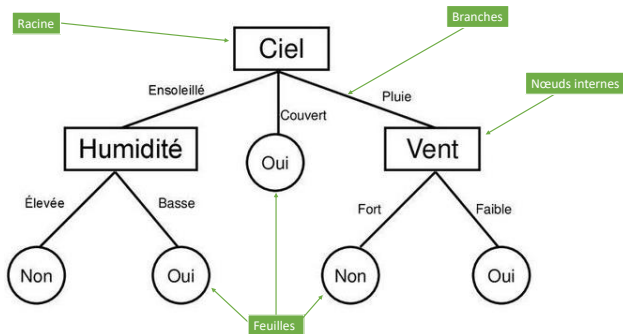 Racine
Branches
Ciel
Ensoleillé
Pluie
Nœuds internes
Couvert
Humidité
Oui
Vent
Élevée
Basse
Fort
Faible
Non
Oui
Non
Oui
Feuilles